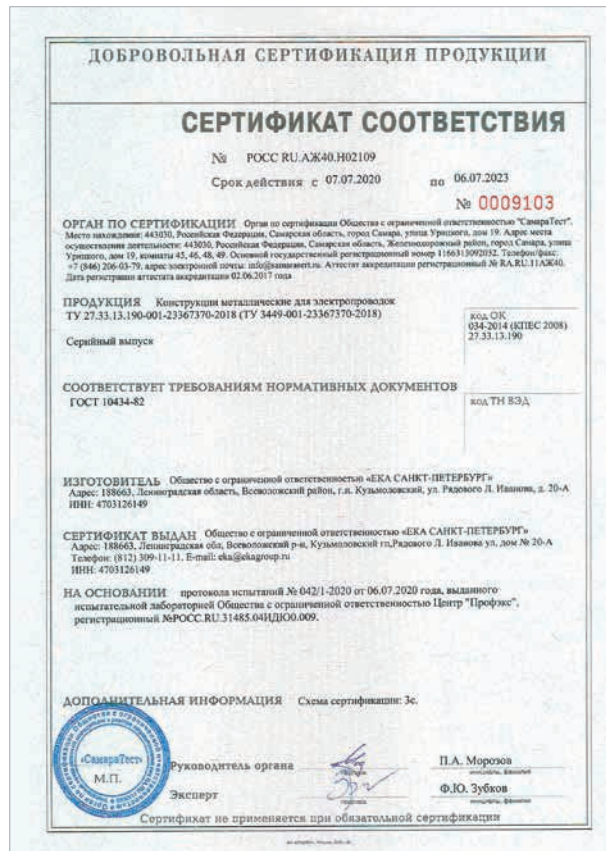 ДОБРОВОЛЬНАЯ СЕРТИФИКАЦИЯ ПРОДУКЦИИ
СЕРТИФИКАТ СООТВЕТСТВИЯ
№ РОСС RU.АЖ40.Н02109
Срок действия с 07.07.2020 по 06.07.2023
№ 0009103
ОРГАН ПО СЕРТИФИКАЦИИ Орган по сертификации Общества с ограниченной ответственностью "СамараТест".
Место нахождения: 443030, Российская Федерация, Самарская область, город Самара, улица Урицкого, дом 19. Адрес места
осуществления деятельности: 443030, Российская Федерация, Самарская область, Железнодорожный район, город Самара, улица
Урицкого, дом 19, комнаты 45, 46, 48, 49. Основной государственный регистрационный номер 1166313092032. Телефон/факс:
+7 (846) 206-03-79, адрес электронной почты: info@samaratest.ru. Аттестат аккредитации регистрационный № RA.RU.11АЖ40.
Дата регистрации аттестата аккредитации 02.06.2017 года
ПРОДУКЦИЯ Конструкции металлические для электропроводок
ТУ 27.33.13.190-001-23367370-2018 (ТУ 3449-001-23367370-2018)
Серийный выпуск
код ОК
034-2014 (КПЕС 2008)
27.33.13.190
СООТВЕТСТВУЕТ ТРЕБОВАНИЯМ НОРМАТИВНЫХ ДОКУМЕНТОВ
ГОСТ 10434-82
код ТН ВЭД
ИЗГОТОВИТЕЛЬ Общество с ограниченной ответственностью «ЕКА САНКТ-ПЕТЕРБУРГ»
Адрес: 188663, Ленинградская область, Всеволожский район, г.п. Кузьмоловский, ул. Рядового Л. Иванова, д. 20-А
ИНН: 4703126149
СЕРТИФИКАТ ВЫДАН Общество с ограниченной ответственностью «ЕКА САНКТ-ПЕТЕРБУРГ»
Адрес: 188663, Ленинградская обл, Всеволожский р-н, Кузьмоловский гп,Рядового Л. Иванова ул, дом № 20-А
Телефон: (812) 309-11-11, E-mail: eka@ekagroup.ru
ИНН: 4703126149
НА ОСНОВАНИИ протокола испытаний № 042/1-2020 от 06.07.2020 года, выданного
испытательной лабораторией Общества с ограниченной ответственностью Центр "Профэкс",
регистрационный №РОСС.RU.31485.04ИДЮ0.009.
ДОПОЛНИТЕЛЬНАЯ ИНФОРМАЦИЯ Схема сертификации: 3с.
«СамараТест»
М.П.
Руководитель органа
подпись
П.А. Морозов
инициалы, фамилия
Эксперт
подпись
Ф.Ю. Зубков
инициалы, фамилия
Сертификат не применяется при обязательной сертификации